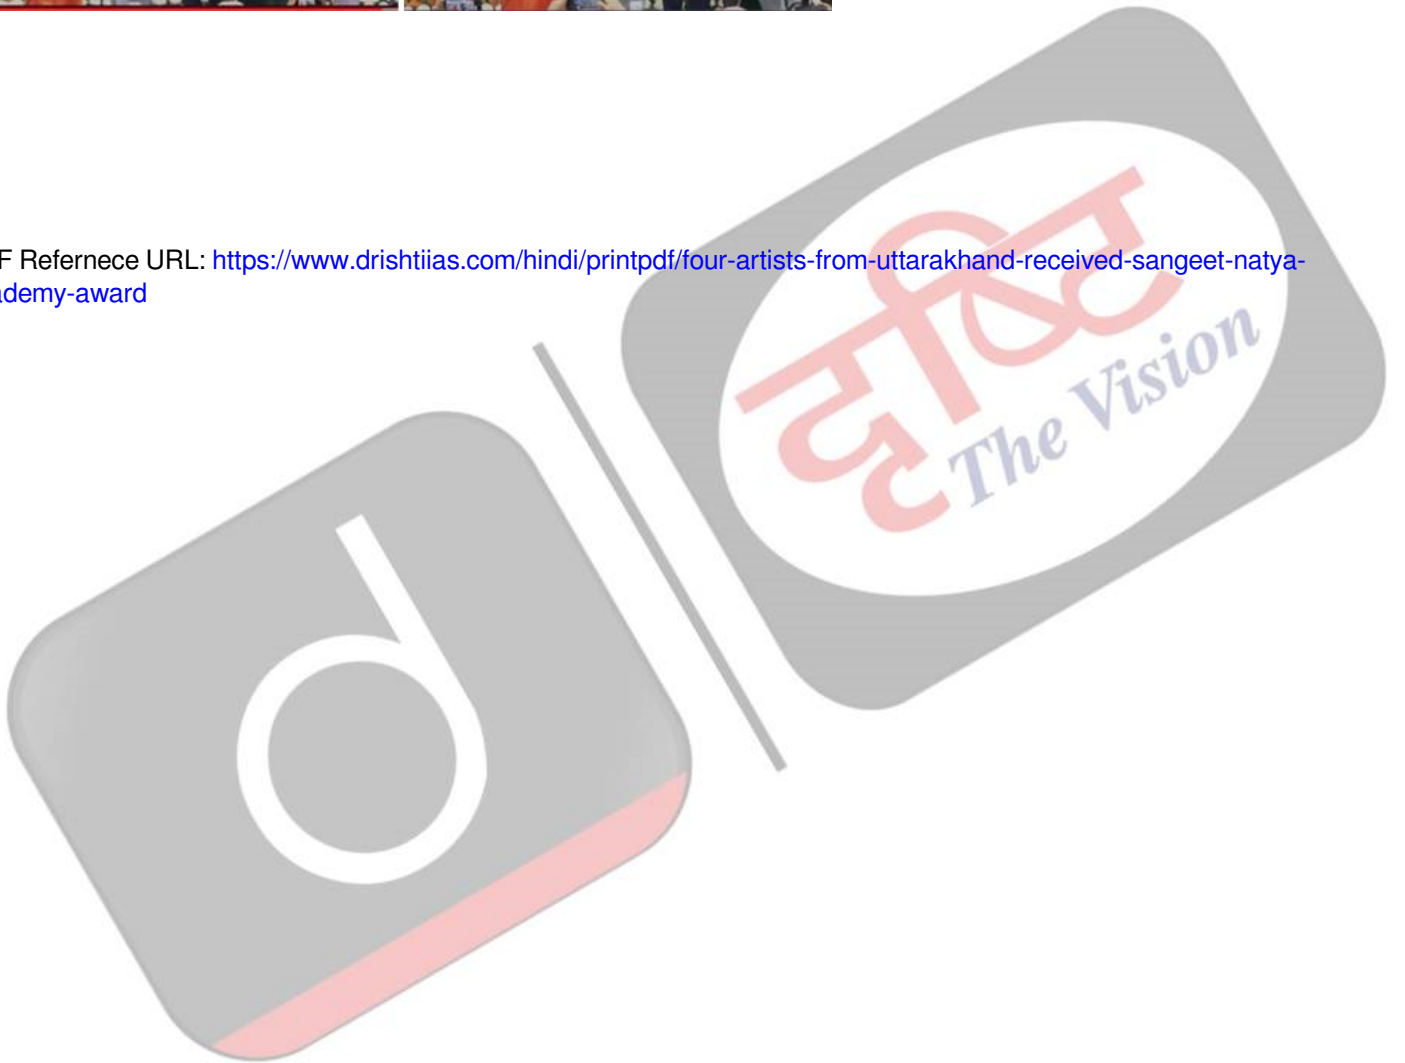 F Refernece URL: https://www.drishtiias.com/hindi/printpdf/four-artists-from-uttarakhand-received-sangeet-natya-
ademy-award
दृष्टि
The Vision
d